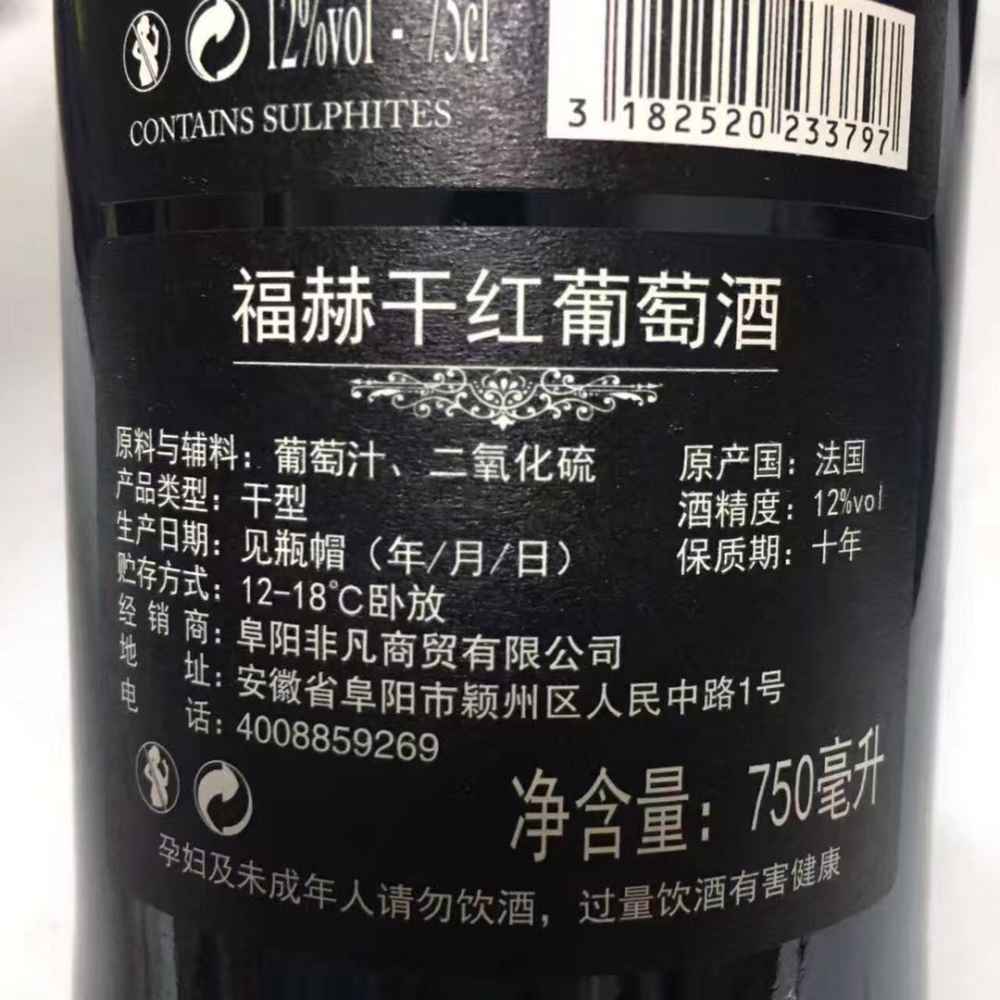 12%vol - 75cl
CONTAINS SULPHITES
3 182520 233797
福赫干红葡萄酒
原料与辅料：葡萄汁、二氧化硫
原产国：法国
产品类型：干型
酒精度：12%vol
生产日期：见瓶帽（年/月/日）
保质期：十年
贮存方式：12-18℃卧放
经销商：阜阳非凡商贸有限公司
地址：安徽省阜阳市颍州区人民中路1号
电话：4008859269
净含量：750毫升
孕妇及未成年人请勿饮酒，过量饮酒有害健康